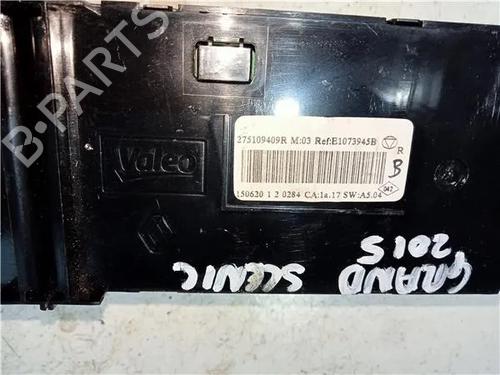 B-PARTS
Valeo
275109409R M:03 Ref:E1073945B
R
B
150620 1 2 0284 CA:1a.17 SW:A5.04
042
GRAND SCENIC
2015